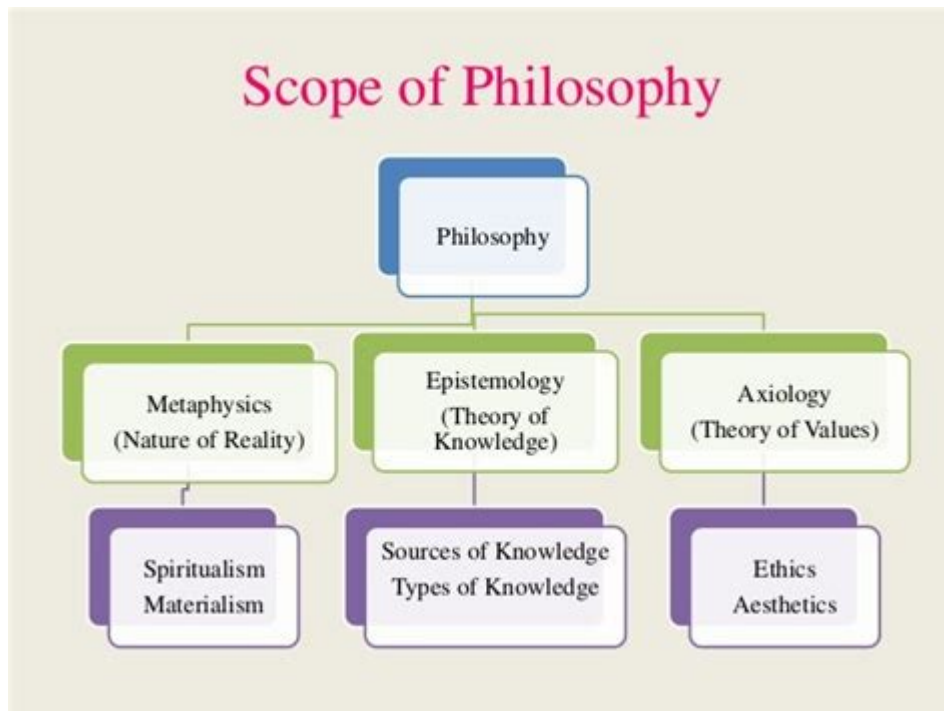 Scope of Philosophy
Philosophy
Metaphysics
(Nature of Reality)
Epistemology
(Theory of
Knowledge)
Axiology
(Theory of Values)
Spiritualism
Materialism
Sources of Knowledge
Types of Knowledge
Ethics
Aesthetics